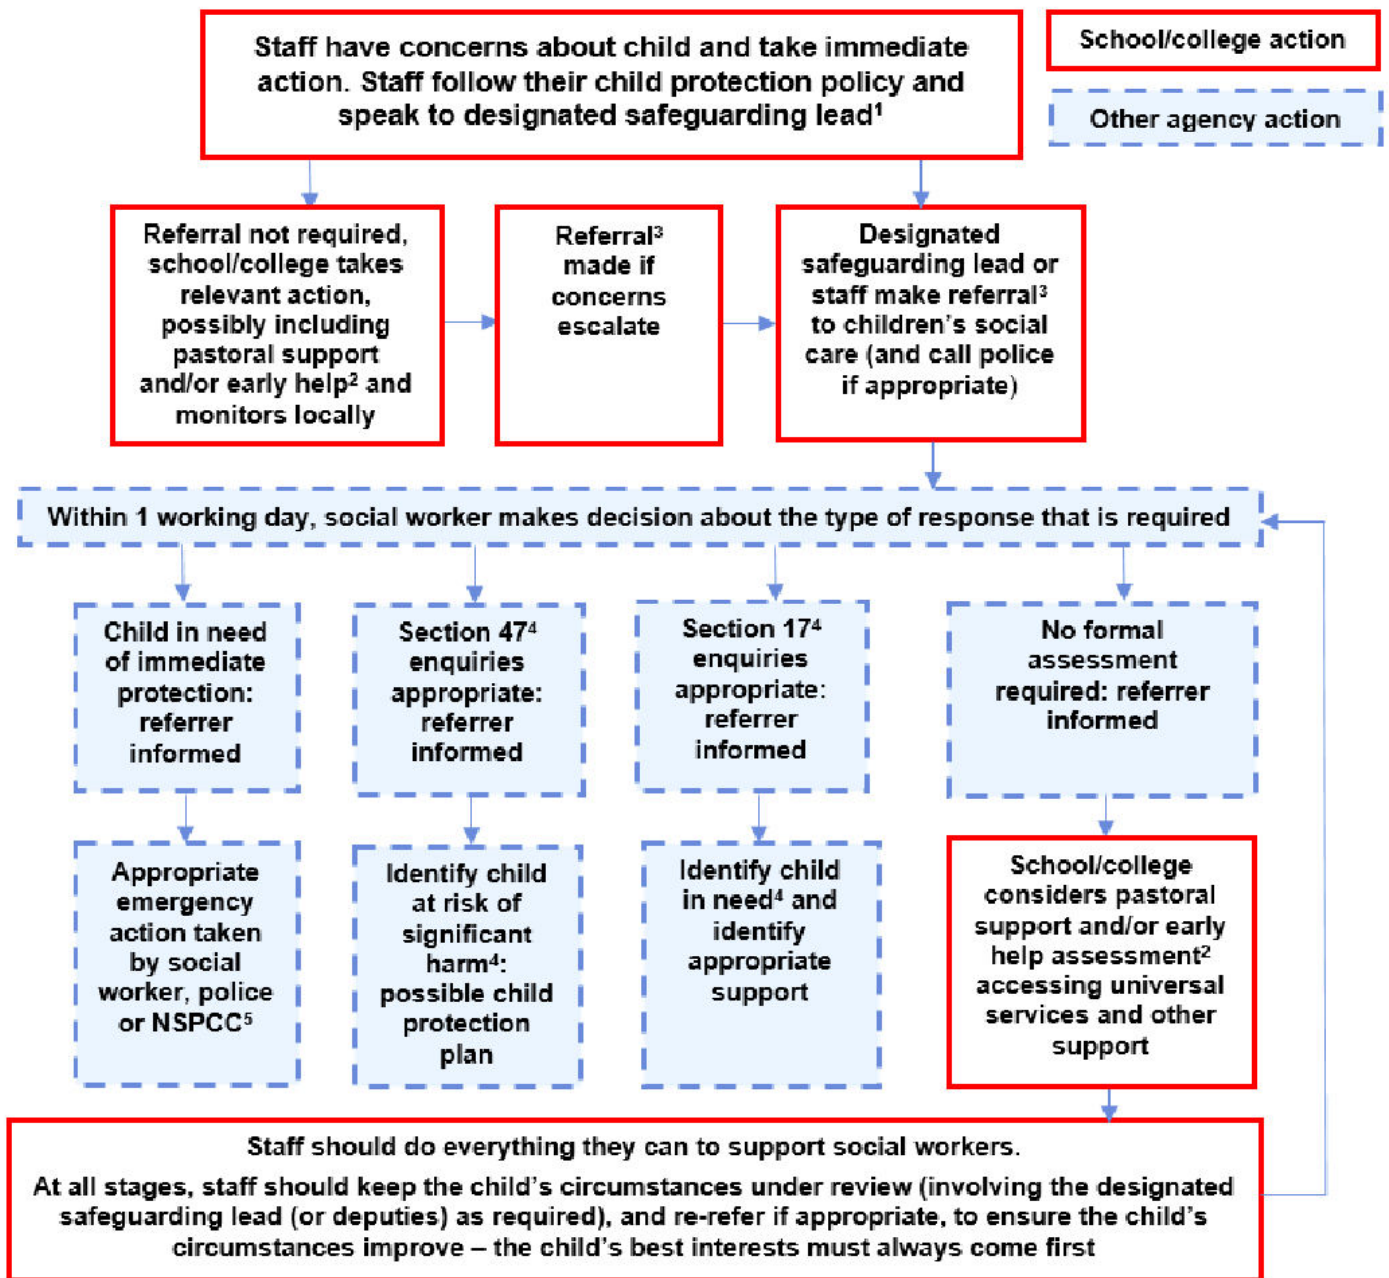 Staff have concerns about child and take immediate
action. Staff follow their child protection policy and
speak to designated safeguarding lead¹
School/college action
Other agency action
Referral not required,
school/college takes
relevant action,
possibly including
pastoral support
and/or early help² and
monitors locally
Referral³
made if
concerns
escalate
Designated
safeguarding lead or
staff make referral³
to children’s social
care (and call police
if appropriate)
Within 1 working day, social worker makes decision about the type of response that is required
Child in need
of immediate
protection:
referrer
informed
Section 47⁴
enquiries
appropriate:
referrer
informed
Section 17⁴
enquiries
appropriate:
referrer
informed
No formal
assessment
required: referrer
informed
Appropriate
emergency
action taken
by social
worker, police
or NSPCC⁵
Identify child
at risk of
significant
harm⁴:
possible child
protection
plan
Identify child
in need⁴ and
identify
appropriate
support
School/college
considers pastoral
support and/or early
help assessment²
accessing universal
services and other
support
Staff should do everything they can to support social workers.
At all stages, staff should keep the child’s circumstances under review (involving the designated
safeguarding lead (or deputies) as required), and re-refer if appropriate, to ensure the child’s
circumstances improve – the child’s best interests must always come first